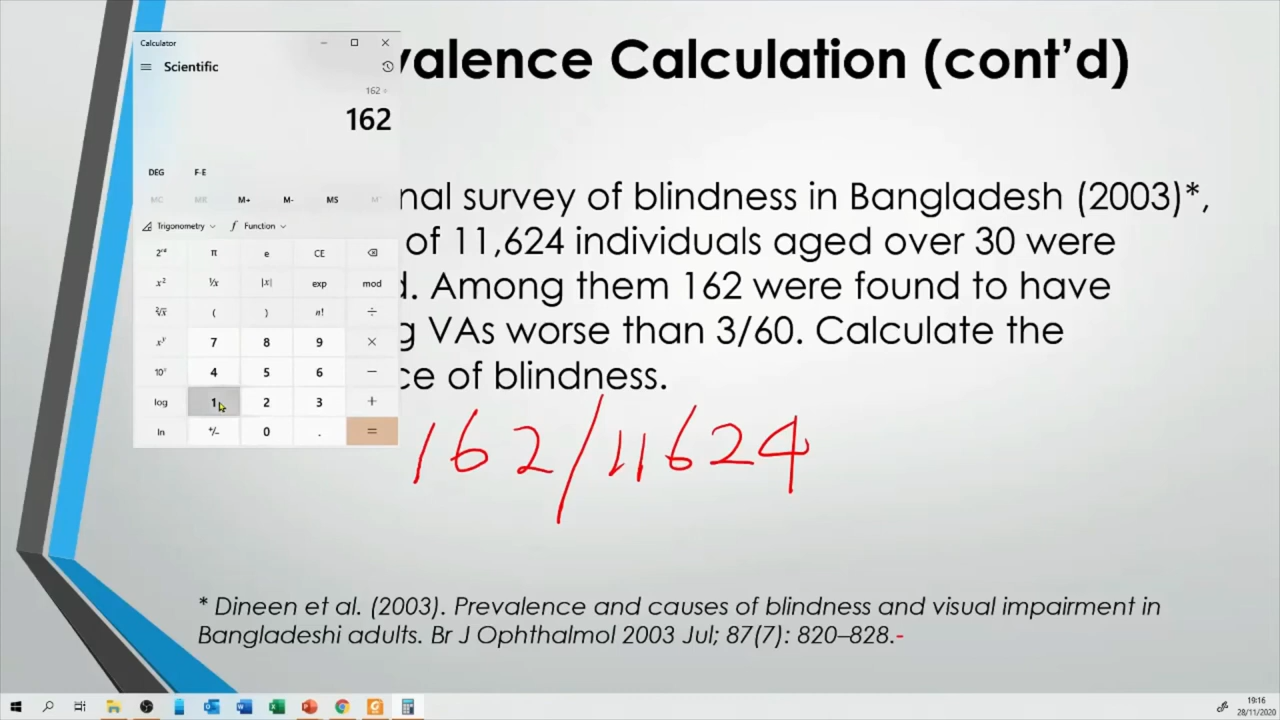 Calculator
Scientific
162 ÷
162
DEG F-E
MC MR M+ M- MS
Trigonometry Function
π e CE
x² ¹/x |x| exp mod
²√x ( ) n! ÷
xʸ 7 8 9 ×
10ˣ 4 5 6 −
log 1 2 3 +
ln +/- 0 . =
valence Calculation (cont’d)
nal survey of blindness in Bangladesh (2003)*,
of 11,624 individuals aged over 30 were
Among them 162 were found to have
g VAs worse than 3/60. Calculate the
ce of blindness.
162/11624
* Dineen et al. (2003). Prevalence and causes of blindness and visual impairment in
Bangladeshi adults. Br J Ophthalmol 2003 Jul; 87(7): 820–828.-
19:16
28/11/2020